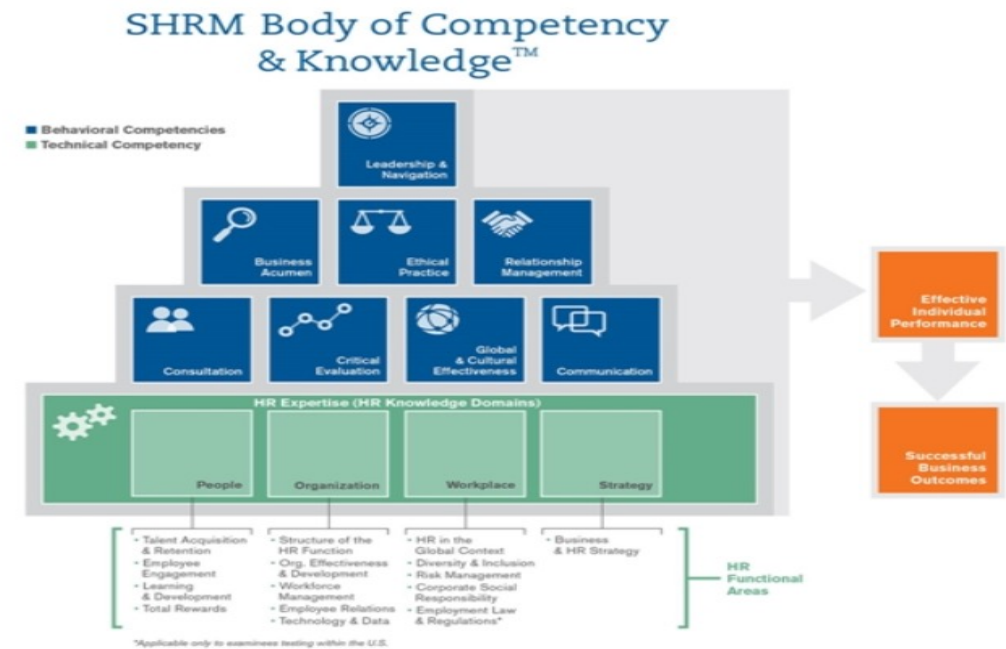 SHRM Body of Competency
& Knowledge™
Behavioral Competencies
Technical Competency
Leadership &
Navigation
Business
Acumen
Ethical
Practice
Relationship
Management
Consultation
Critical
Evaluation
Global
& Cultural
Effectiveness
Communication
HR Expertise (HR Knowledge Domains)
People
Organization
Workplace
Strategy
• Talent Acquisition
& Retention
• Employee
Engagement
• Learning
& Development
• Total Rewards
• Structure of the
HR Function
• Org. Effectiveness
& Development
• Workforce
Management
• Employee Relations
• Technology & Data
• HR in the
Global Context
• Diversity & Inclusion
• Risk Management
• Corporate Social
Responsibility
• Employment Law
& Regulations*
• Business
& HR Strategy
HR
Functional
Areas
*Applicable only to examinees testing within the U.S.
Effective
Individual
Performance
Successful
Business
Outcomes